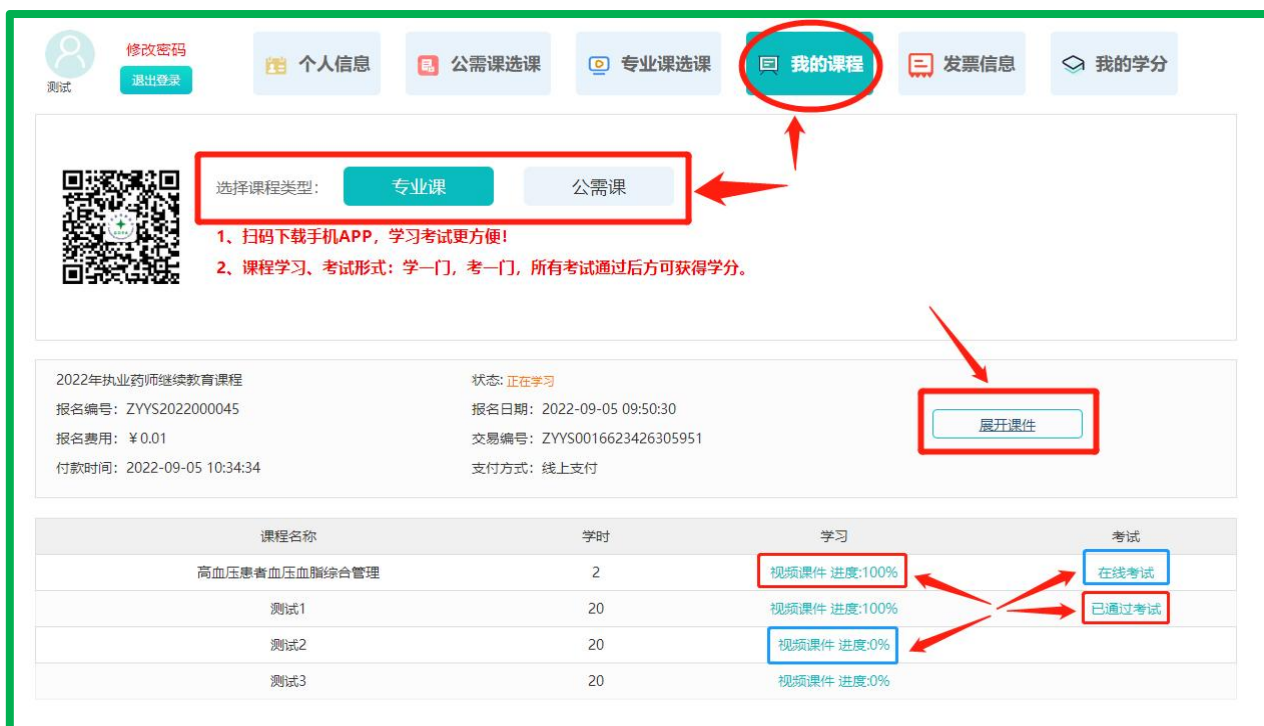 修改密码
测试
退出登录
个人信息
公需课选课
专业课选课
我的课程
发票信息
我的学分
选择课程类型:
专业课
公需课
1、扫码下载手机APP，学习考试更方便！
2、课程学习、考试形式：学一门，考一门，所有考试通过后方可获得学分。
2022年执业药师继续教育课程
状态: 正在学习
报名编号：ZYYS2022000045
报名日期：2022-09-05 09:50:30
展开课件
报名费用：￥0.01
交易编号：ZYYS0016623426305951
付款时间：2022-09-05 10:34:34
支付方式：线上支付
课程名称 学时 学习 考试
高血压患者血压血脂综合管理 2 视频课件 进度:100% 在线考试
测试1 20 视频课件 进度:100% 已通过考试
测试2 20 视频课件 进度:0%
测试3 20 视频课件 进度:0%